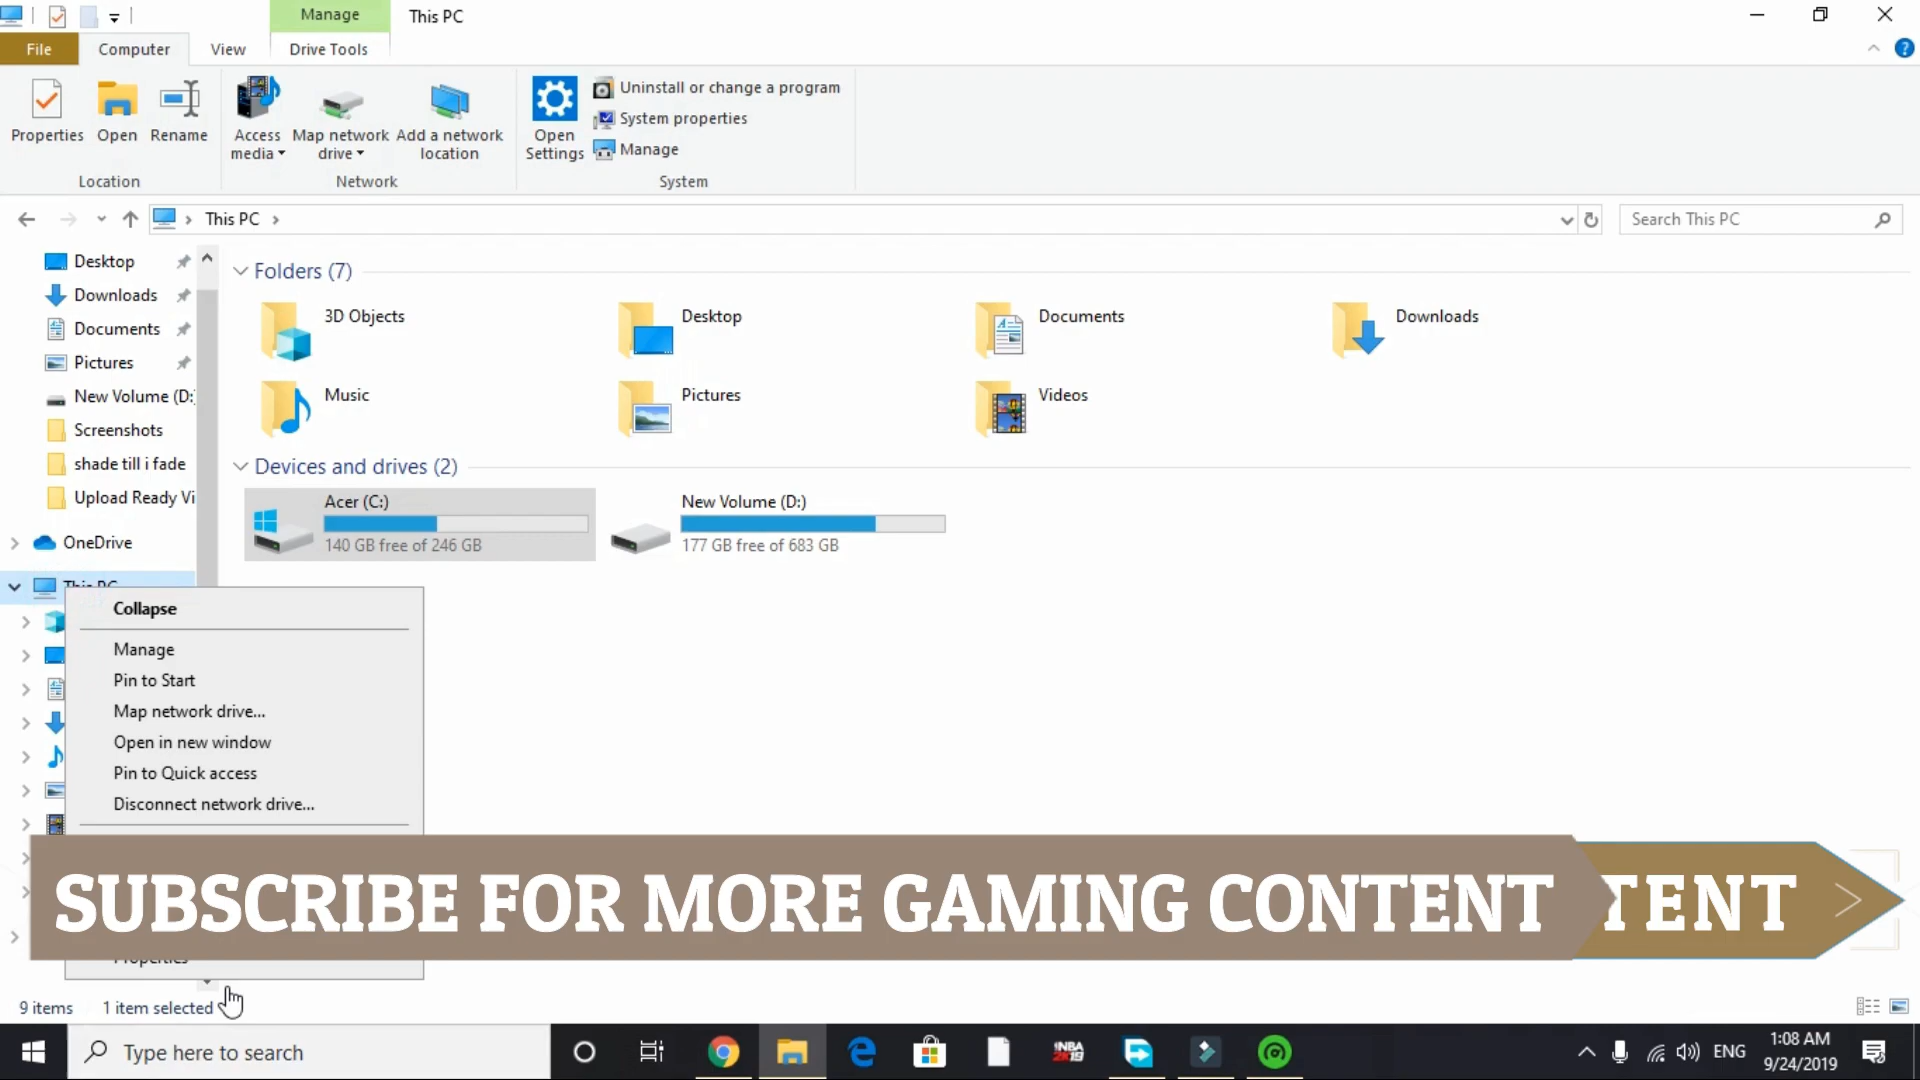 Manage
This PC
File
Computer
View
Drive Tools
Properties
Open
Rename
Access media
Map network drive
Add a network location
Open Settings
Uninstall or change a program
System properties
Manage
Location
Network
System
This PC
Search This PC
Desktop
Downloads
Documents
Pictures
New Volume (D:
Screenshots
shade till i fade
Upload Ready Vi
OneDrive
This PC
Folders (7)
3D Objects
Desktop
Documents
Downloads
Music
Pictures
Videos
Devices and drives (2)
Acer (C:)
140 GB free of 246 GB
New Volume (D:)
177 GB free of 683 GB
Collapse
Manage
Pin to Start
Map network drive...
Open in new window
Pin to Quick access
Disconnect network drive...
SUBSCRIBE FOR MORE GAMING CONTENT TENT
Properties
9 items
1 item selected
Type here to search
NBA 2K19
ENG
1:08 AM
9/24/2019